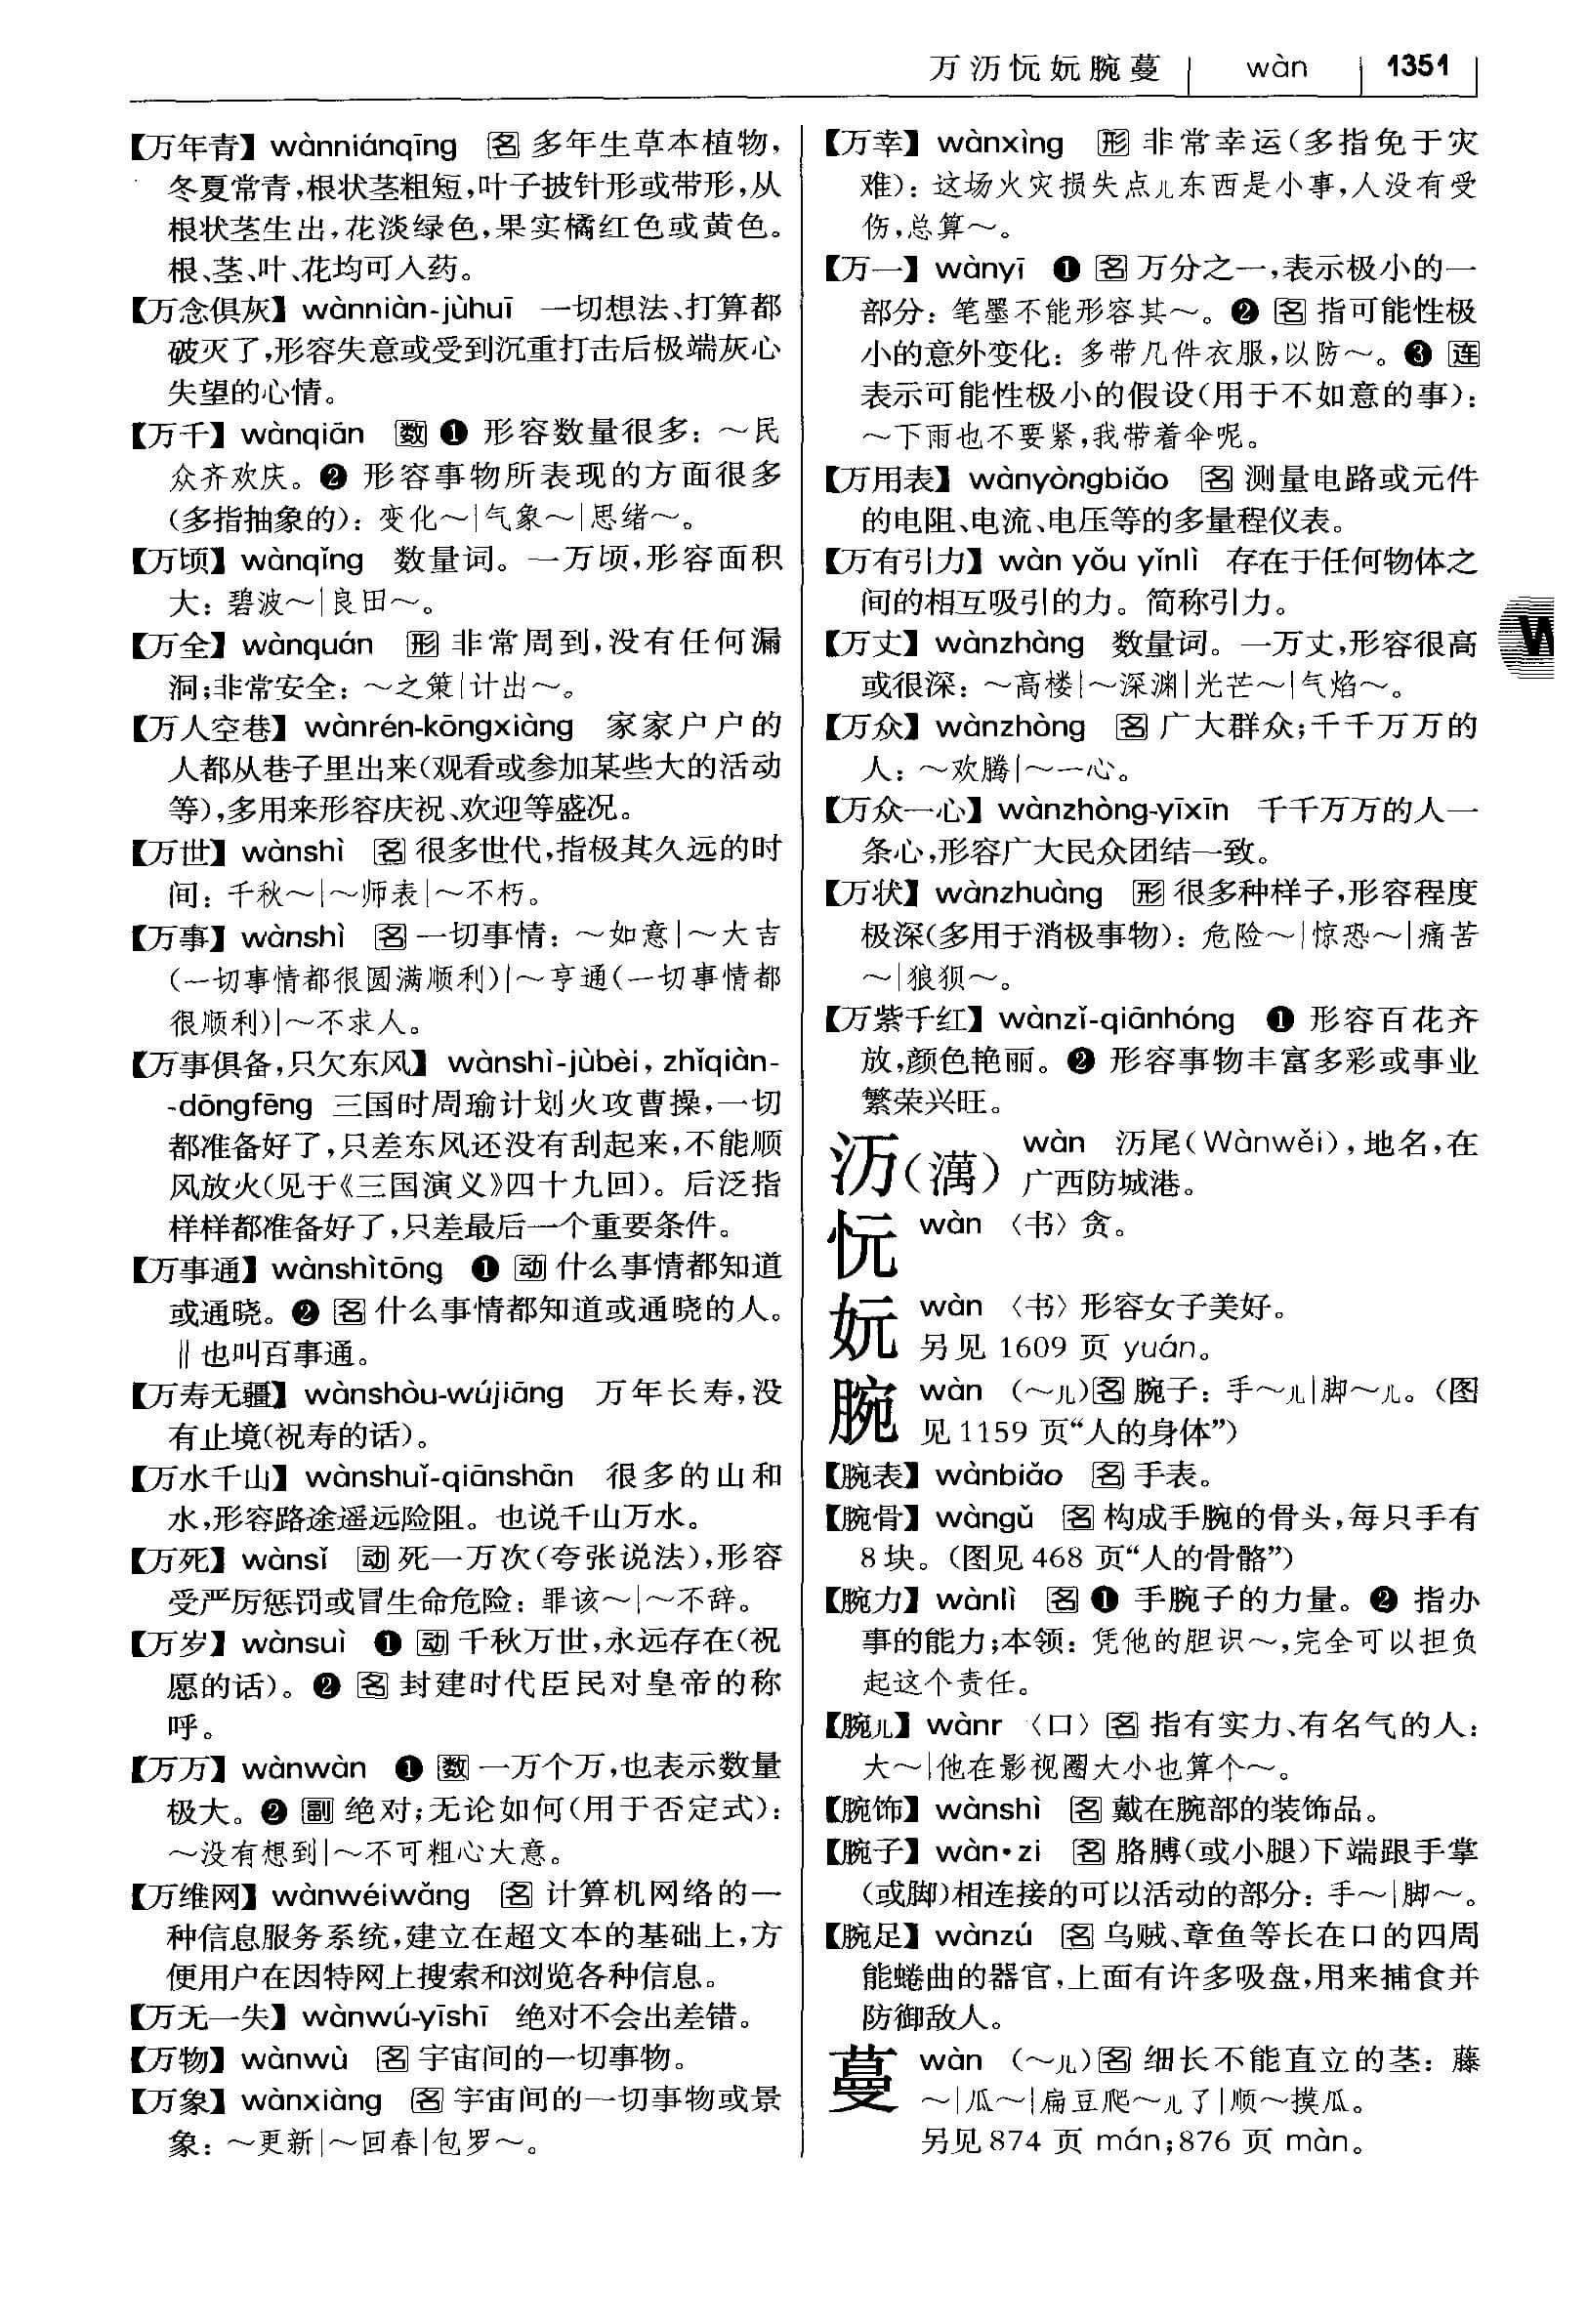 万沥忨妧腕蔓 wàn 1351
【万年青】wànniánqīng 名 多年生草本植物，
冬夏常青，根状茎粗短，叶子披针形或带形，从
根状茎生出，花淡绿色，果实橘红色或黄色。
根、茎、叶、花均可入药。
【万念俱灰】wànniàn-jùhuī 一切想法、打算都
破灭了，形容失意或受到沉重打击后极端灰心
失望的心情。
【万千】wànqiān 数 ❶ 形容数量很多：～民
众齐欢庆。❷ 形容事物所表现的方面很多
（多指抽象的）：变化～|气象～|思绪～。
【万顷】wànqǐng 数量词。一万顷，形容面积
大：碧波～|良田～。
【万全】wànquán 形 非常周到，没有任何漏
洞；非常安全：～之策|计出～。
【万人空巷】wànrén-kōngxiàng 家家户户的
人都从巷子里出来（观看或参加某些大的活动
等），多用来形容庆祝、欢迎等盛况。
【万世】wànshì 名 很多世代，指极其久远的时
间：千秋～|～师表|～不朽。
【万事】wànshì 名 一切事情：～如意|～大吉
（一切事情都很圆满顺利）|～亨通（一切事情都
很顺利）|～不求人。
【万事俱备，只欠东风】wànshì-jùbèi，zhǐqiàn-
-dōngfēng 三国时周瑜计划火攻曹操，一切
都准备好了，只差东风还没有刮起来，不能顺
风放火（见于《三国演义》四十九回）。后泛指
样样都准备好了，只差最后一个重要条件。
【万事通】wànshìtōng ❶ 动 什么事情都知道
或通晓。❷ 名 什么事情都知道或通晓的人。
‖也叫百事通。
【万寿无疆】wànshòu-wújiāng 万年长寿，没
有止境（祝寿的话）。
【万水千山】wànshuǐ-qiānshān 很多的山和
水，形容路途遥远险阻。也说千山万水。
【万死】wànsǐ 动 死一万次（夸张说法），形容
受严厉惩罚或冒生命危险：罪该～|～不辞。
【万岁】wànsuì ❶ 动 千秋万世，永远存在（祝
愿的话）。❷ 名 封建时代臣民对皇帝的称
呼。
【万万】wànwàn ❶ 数 一万个万，也表示数量
极大。❷ 副 绝对；无论如何（用于否定式）：
～没有想到|～不可粗心大意。
【万维网】wànwéiwǎng 名 计算机网络的一
种信息服务系统，建立在超文本的基础上，方
便用户在因特网上搜索和浏览各种信息。
【万无一失】wànwú-yīshī 绝对不会出差错。
【万物】wànwù 名 宇宙间的一切事物。
【万象】wànxiàng 名 宇宙间的一切事物或景
象：～更新|～回春|包罗～。
【万幸】wànxìng 形 非常幸运（多指免于灾
难）：这场火灾损失点儿东西是小事，人没有受
伤，总算～。
【万一】wànyī ❶ 名 万分之一，表示极小的一
部分：笔墨不能形容其～。❷ 名 指可能性极
小的意外变化：多带几件衣服，以防～。❸ 连
表示可能性极小的假设（用于不如意的事）：
～下雨也不要紧，我带着伞呢。
【万用表】wànyòngbiǎo 名 测量电路或元件
的电阻、电流、电压等的多量程仪表。
【万有引力】wàn yǒu yǐnlì 存在于任何物体之
间的相互吸引的力。简称引力。
【万丈】wànzhàng 数量词。一万丈，形容很高
或很深：～高楼|～深渊|光芒～|气焰～。
【万众】wànzhòng 名 广大群众；千千万万的
人：～欢腾|～一心。
【万众一心】wànzhòng-yīxīn 千千万万的人一
条心，形容广大民众团结一致。
【万状】wànzhuàng 形 很多种样子，形容程度
极深（多用于消极事物）：危险～|惊恐～|痛苦
～|狼狈～。
【万紫千红】wànzǐ-qiānhóng ❶ 形容百花齐
放，颜色艳丽。❷ 形容事物丰富多彩或事业
繁荣兴旺。
沥（澫） wàn 沥尾（Wànwěi），地名，在
广西防城港。
忨 wàn 〈书〉贪。
妧 wàn 〈书〉形容女子美好。
另见 1609 页 yuán。
腕 wàn （～儿）名 腕子：手～儿|脚～儿。（图
见 1159 页“人的身体”）
【腕表】wànbiǎo 名 手表。
【腕骨】wàngǔ 名 构成手腕的骨头，每只手有
8 块。（图见 468 页“人的骨骼”）
【腕力】wànlì 名 ❶ 手腕子的力量。❷ 指办
事的能力；本领：凭他的胆识～，完全可以担负
起这个责任。
【腕儿】wànr 〈口〉名 指有实力、有名气的人：
大～|他在影视圈大小也算个～。
【腕饰】wànshì 名 戴在腕部的装饰品。
【腕子】wàn•zi 名 胳膊（或小腿）下端跟手掌
（或脚）相连接的可以活动的部分：手～|脚～。
【腕足】wànzú 名 乌贼、章鱼等长在口的四周
能蜷曲的器官，上面有许多吸盘，用来捕食并
防御敌人。
蔓 wàn （～儿）名 细长不能直立的茎：藤
～|瓜～|扁豆爬～儿了|顺～摸瓜。
另见 874 页 mán；876 页 màn。
W